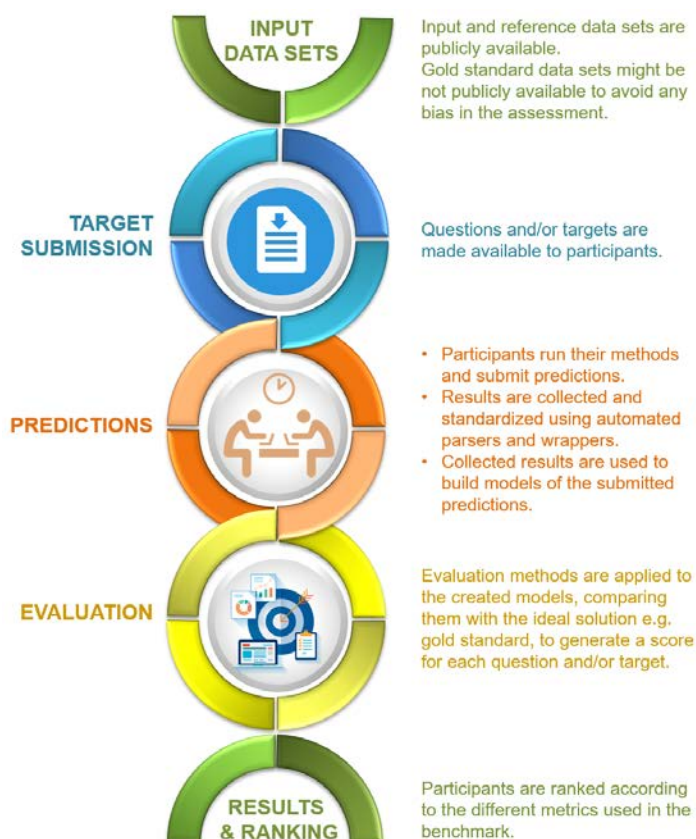 INPUT
DATA SETS
Input and reference data sets are
publicly available.
Gold standard data sets might be
not publicly available to avoid any
bias in the assessment.
TARGET
SUBMISSION
Questions and/or targets are
made available to participants.
PREDICTIONS
• Participants run their methods
and submit predictions.
• Results are collected and
standardized using automated
parsers and wrappers.
• Collected results are used to
build models of the submitted
predictions.
EVALUATION
Evaluation methods are applied to
the created models, comparing
them with the ideal solution e.g.
gold standard, to generate a score
for each question and/or target.
RESULTS
& RANKING
Participants are ranked according
to the different metrics used in the
benchmark.